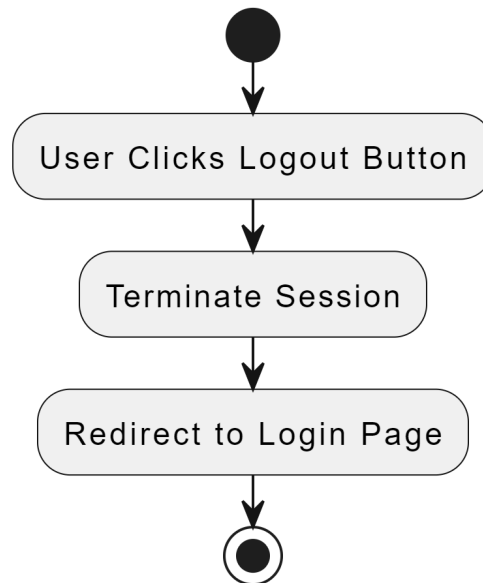 User Clicks Logout Button
Terminate Session
Redirect to Login Page